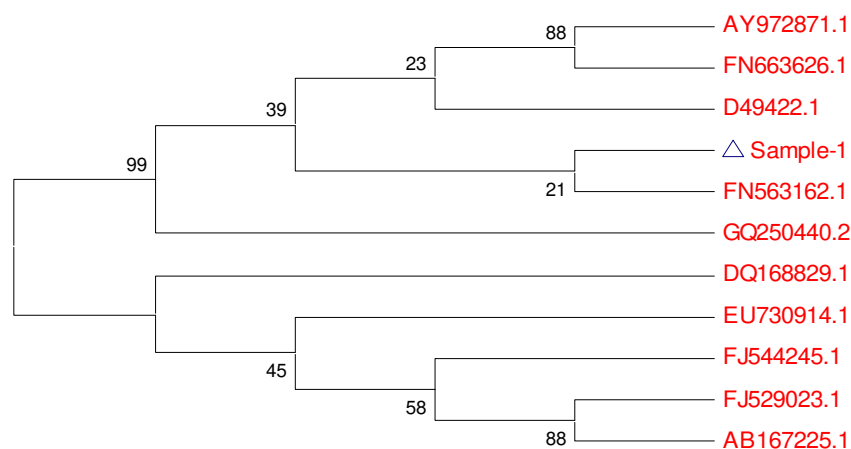 AY972871.1
88
FN663626.1
23
D49422.1
39
Sample-1
99
21
FN563162.1
GQ250440.2
DQ168829.1
EU730914.1
45
FJ544245.1
58
FJ529023.1
88
AB167225.1